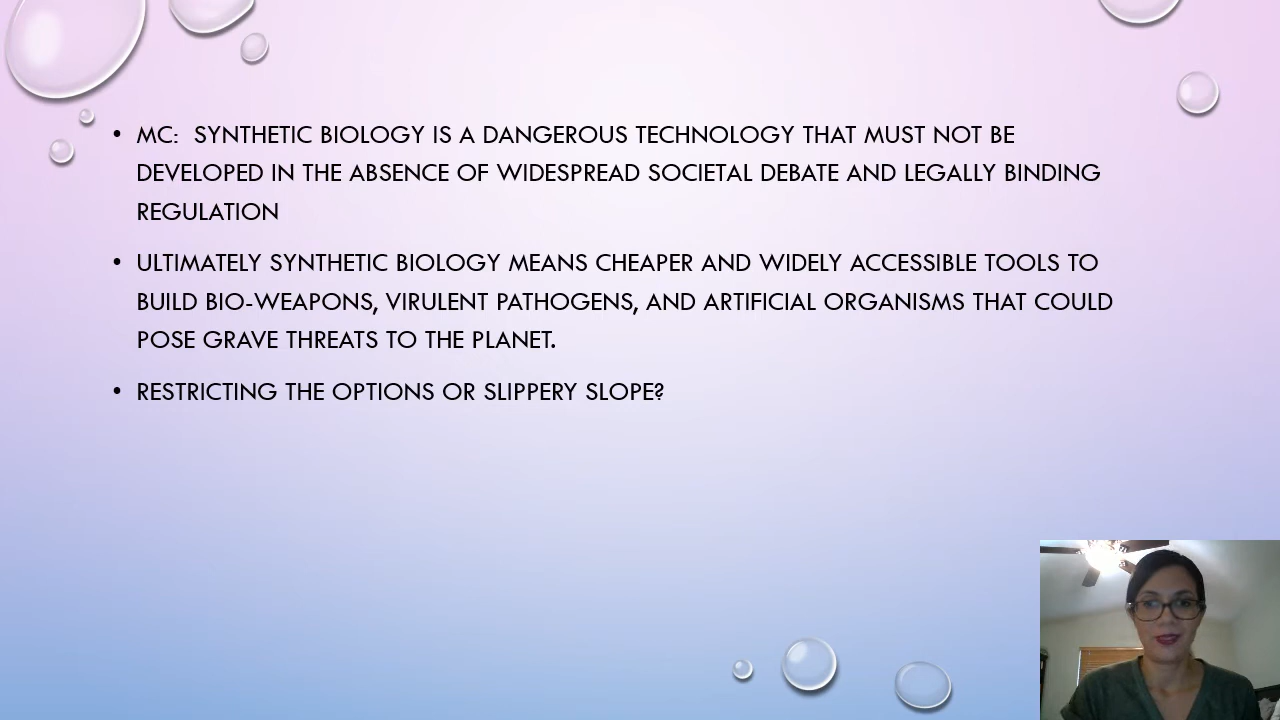 • MC:  SYNTHETIC BIOLOGY IS A DANGEROUS TECHNOLOGY THAT MUST NOT BE
DEVELOPED IN THE ABSENCE OF WIDESPREAD SOCIETAL DEBATE AND LEGALLY BINDING
REGULATION
• ULTIMATELY SYNTHETIC BIOLOGY MEANS CHEAPER AND WIDELY ACCESSIBLE TOOLS TO
BUILD BIO-WEAPONS, VIRULENT PATHOGENS, AND ARTIFICIAL ORGANISMS THAT COULD
POSE GRAVE THREATS TO THE PLANET.
• RESTRICTING THE OPTIONS OR SLIPPERY SLOPE?